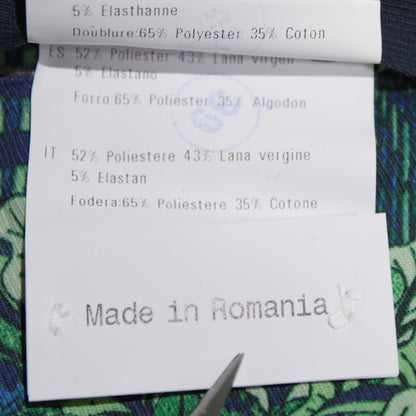 5% Elasthanne
Doublure:65% Polyester 35% Coton
ES 52% Poliester 43% Lana virgen
5% Elastano
Forro:65% Poliester 35% Algodon
IT 52% Poliestere 43% Lana vergine
5% Elastan
Fodera:65% Poliestere 35% Cotone
Made in Romania